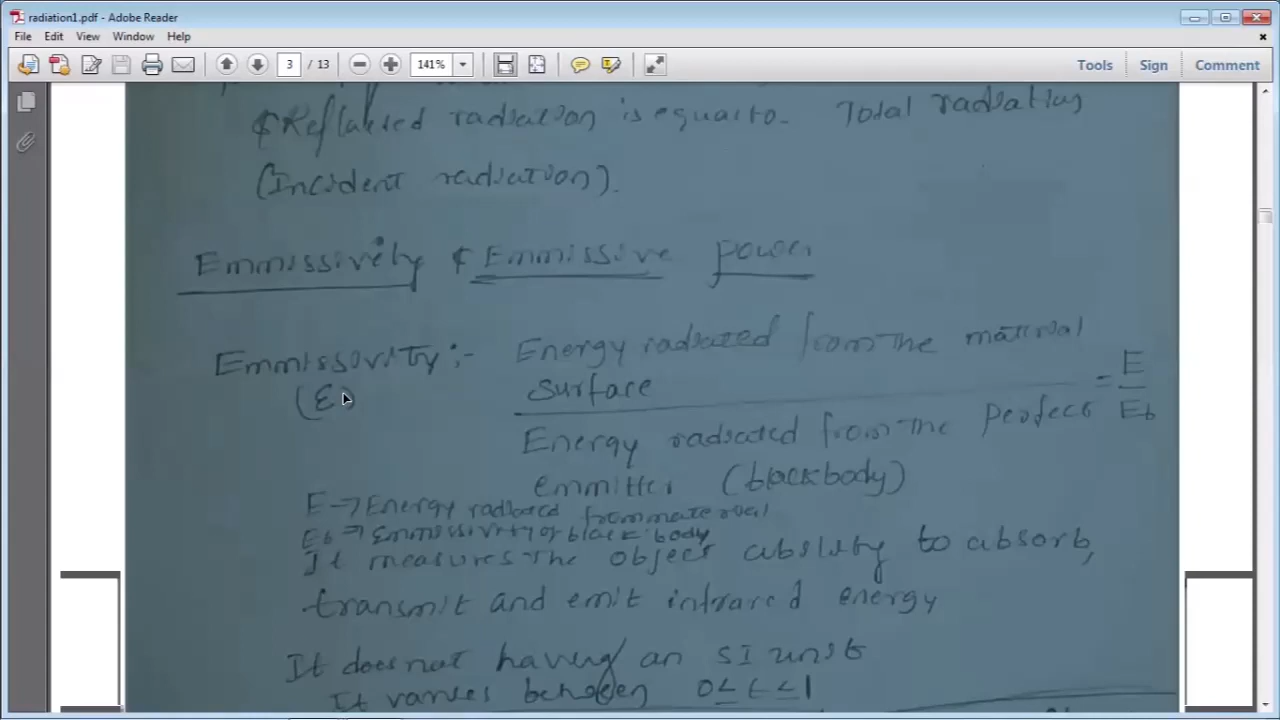 radiation1.pdf - Adobe Reader
File Edit View Window Help
3 / 13 141% Tools Sign Comment
& Reflected radiation is equal to Total radiation
(Incident radiation).
Emmissively & Emmissive power
Emmissivity :- Energy radiated from the material
(ε) surface = E
Energy radiated from the perfect Eb
emmitter (blackbody)
E → Energy radiated from material
Eb → Emmissivity of black body
It measures the object ability to absorb,
transmit and emit infrared energy
It does not having an SI unit
It varies between 0 ≤ ε ≤ 1